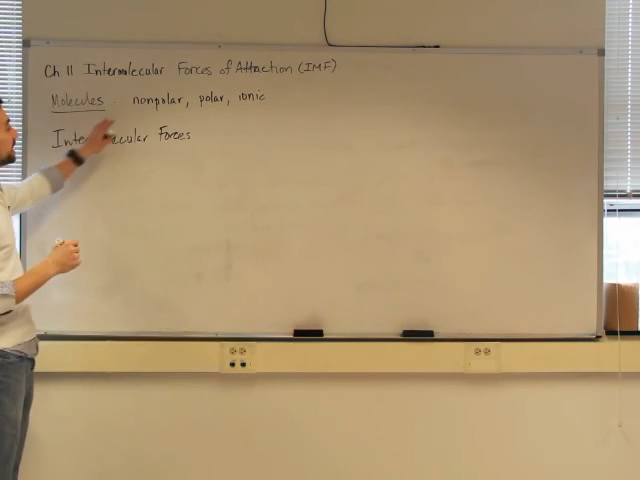 Ch 11 Intermolecular Forces of Attraction (IMF)
Molecules : nonpolar, polar, ionic
Forces